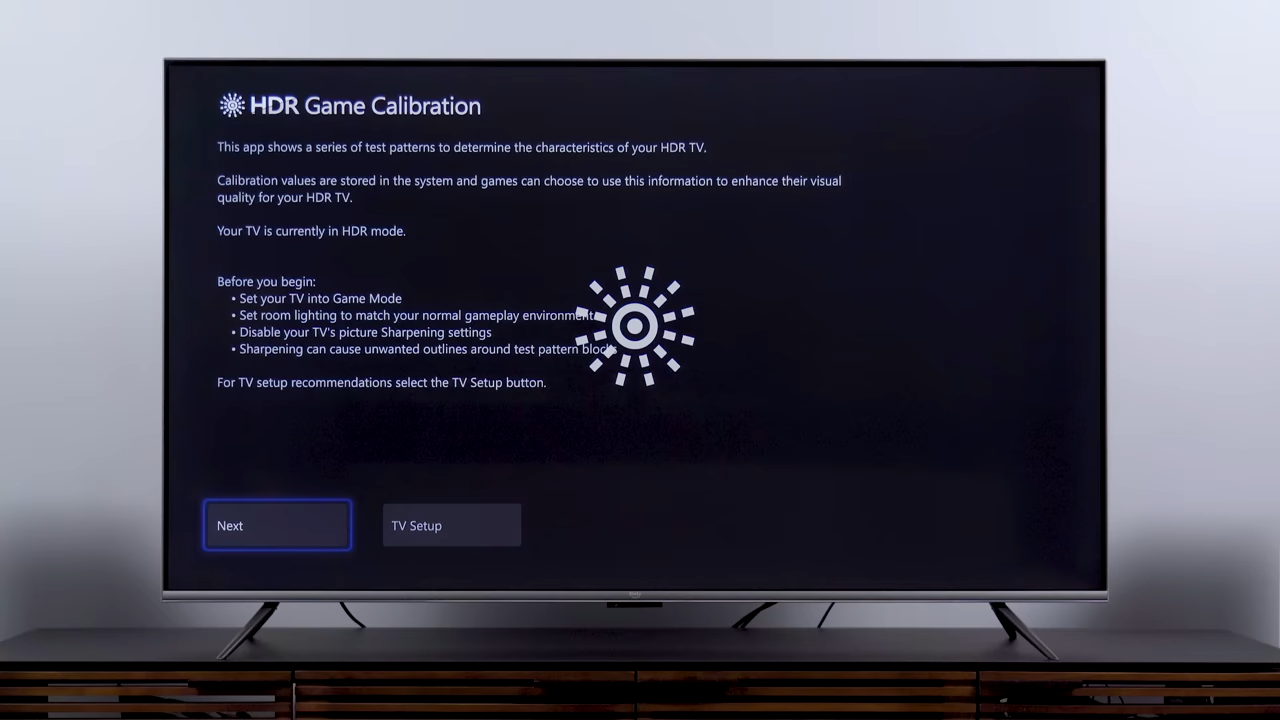 HDR Game Calibration
This app shows a series of test patterns to determine the characteristics of your HDR TV.
Calibration values are stored in the system and games can choose to use this information to enhance their visual
quality for your HDR TV.
Your TV is currently in HDR mode.
Before you begin:
• Set your TV into Game Mode
• Set room lighting to match your normal gameplay environment
• Disable your TV's picture Sharpening settings
• Sharpening can cause unwanted outlines around test pattern blocks
For TV setup recommendations select the TV Setup button.
Next
TV Setup